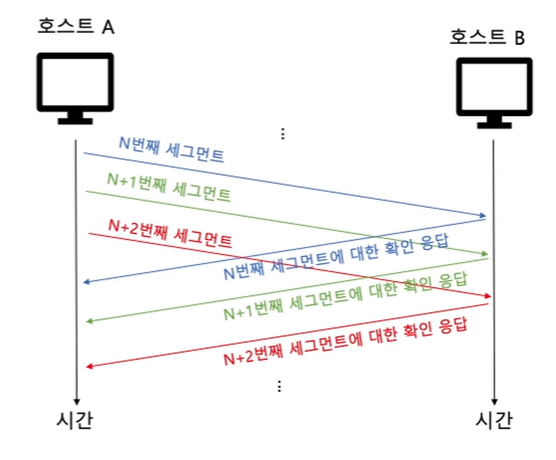 호스트 A
호스트 B
⋮
N번째 세그먼트
N+1번째 세그먼트
N+2번째 세그먼트
N번째 세그먼트에 대한 확인 응답
N+1번째 세그먼트에 대한 확인 응답
N+2번째 세그먼트에 대한 확인 응답
⋮
시간
시간